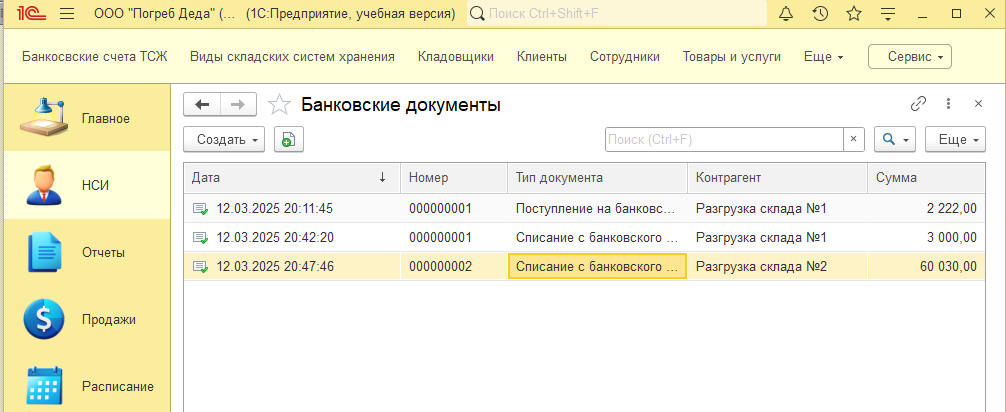 1С ООО "Погреб Деда" (... (1С:Предприятие, учебная версия) Поиск Ctrl+Shift+F
Банкосвские счета ТСЖ Виды складских систем хранения Кладовщики Клиенты Сотрудники Товары и услуги Еще Сервис
Главное
НСИ
Отчеты
Продажи
Расписание
Банковские документы
Создать Поиск (Ctrl+F) × Еще
Дата ↓ Номер Тип документа Контрагент Сумма
12.03.2025 20:11:45 000000001 Поступление на банковс... Разгрузка склада №1 2 222,00
12.03.2025 20:42:20 000000001 Списание с банковского ... Разгрузка склада №1 3 000,00
12.03.2025 20:47:46 000000002 Списание с банковского ... Разгрузка склада №2 60 030,00